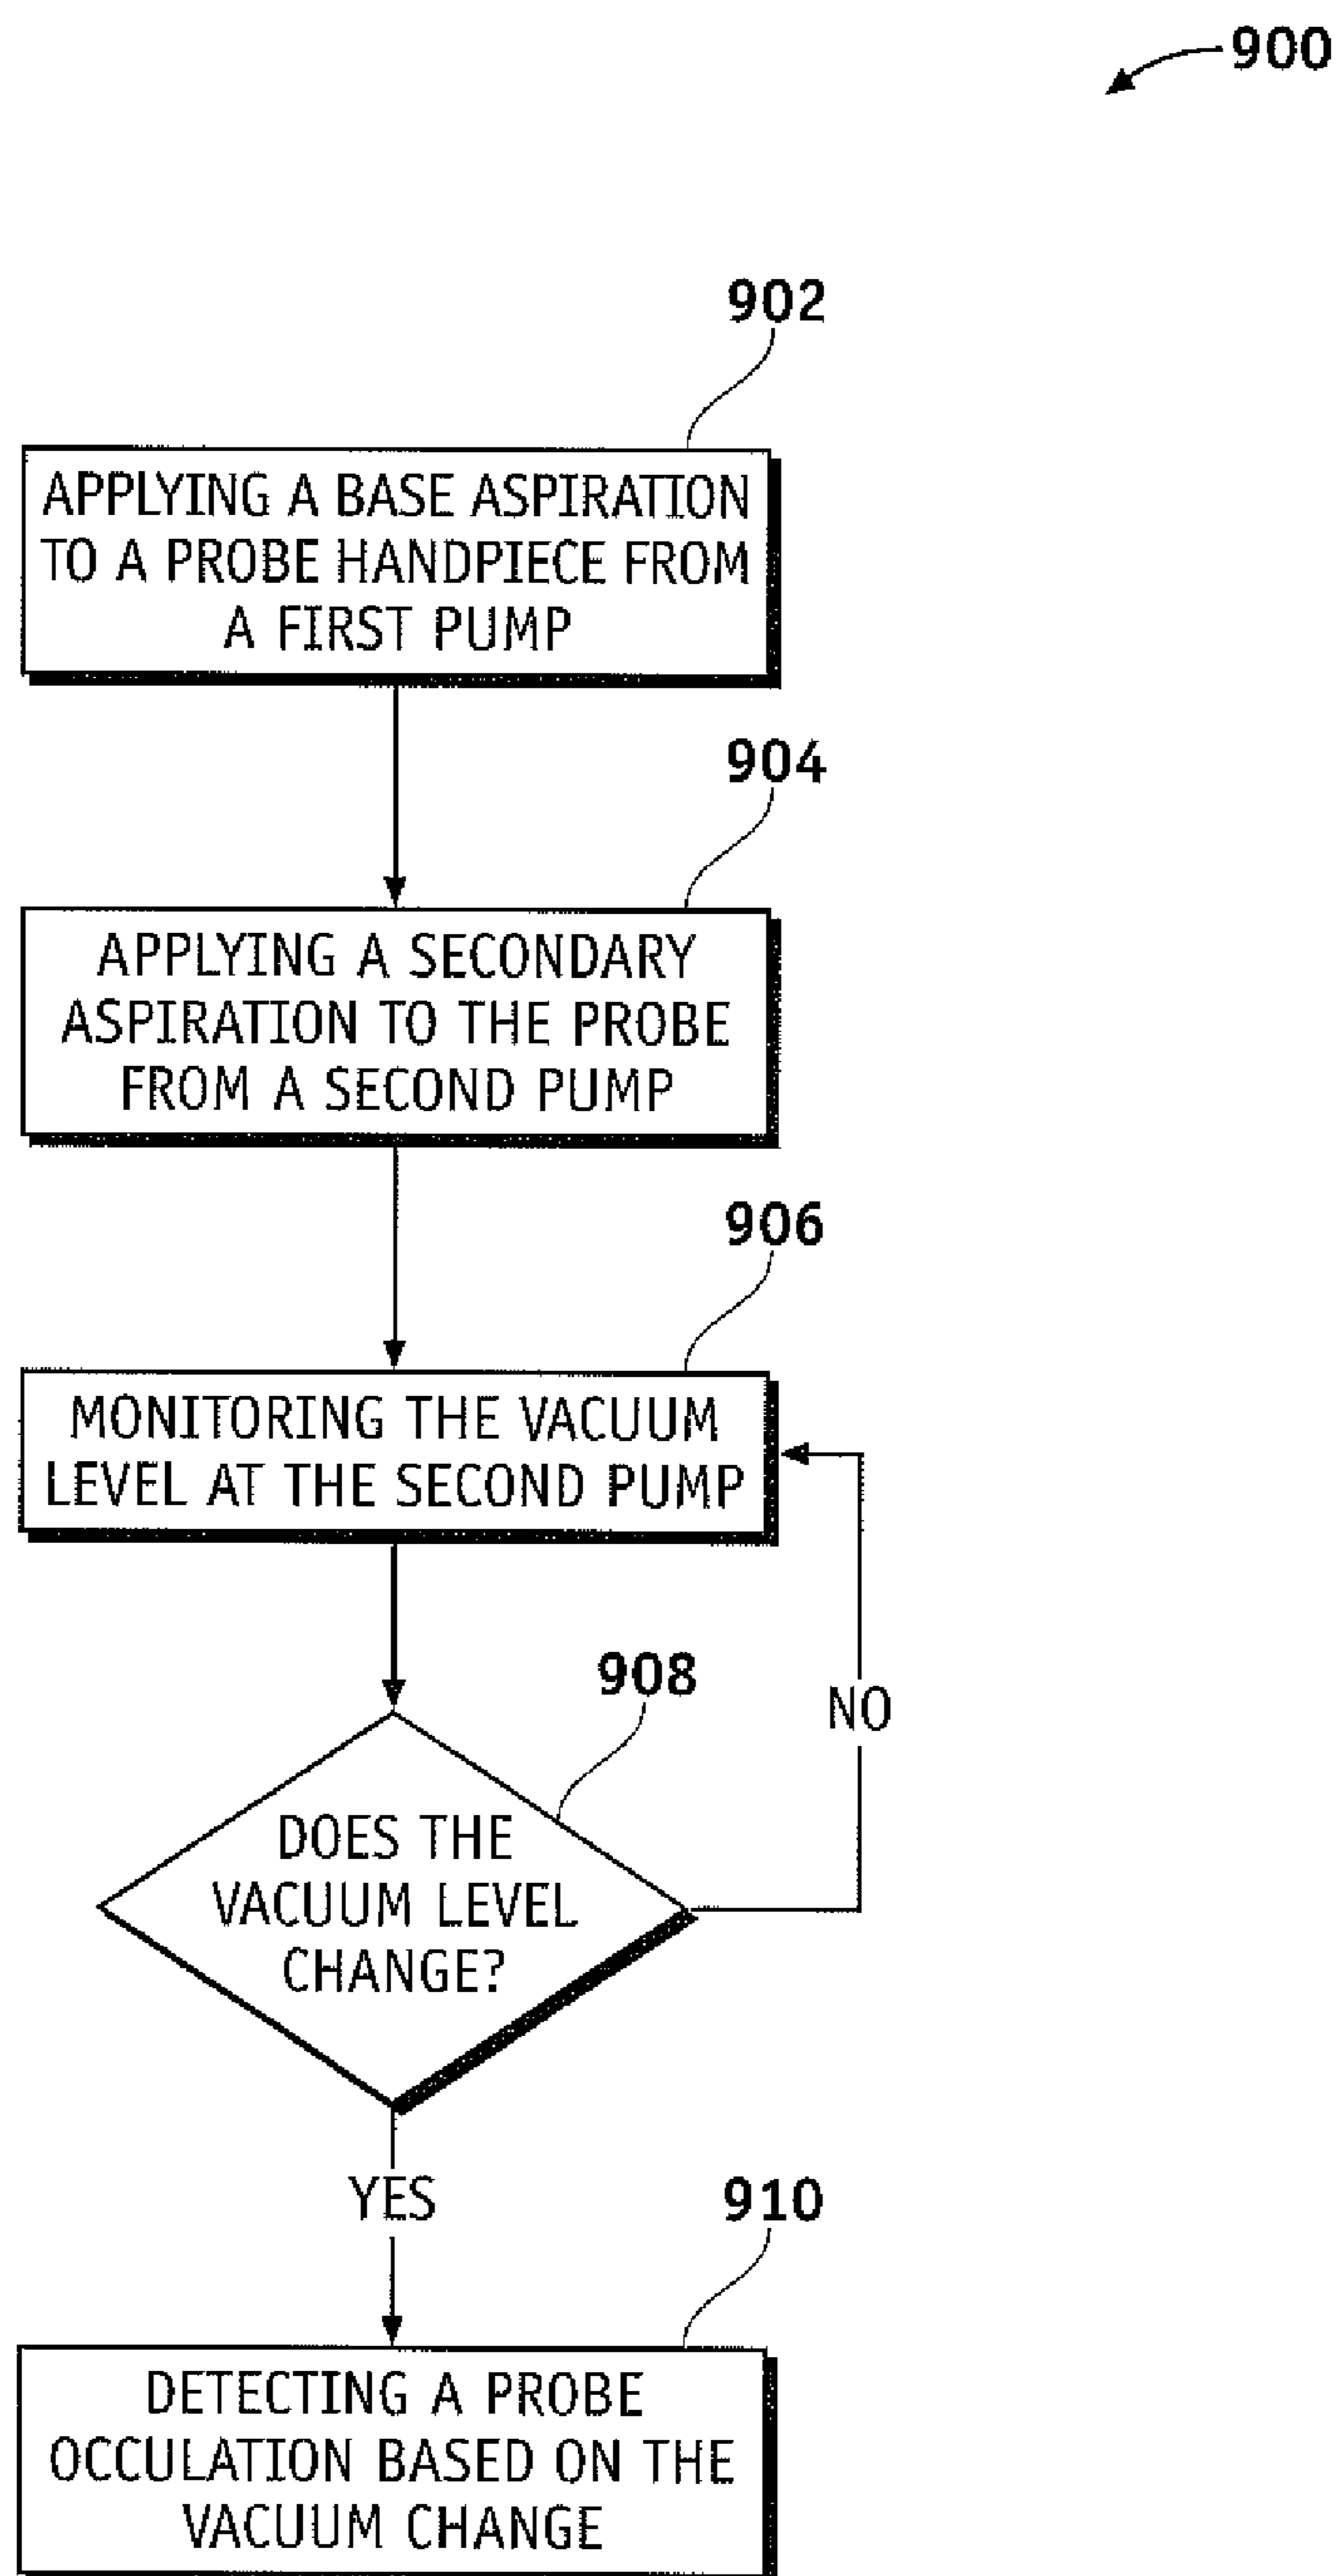 900
902
APPLYING A BASE ASPIRATION
TO A PROBE HANDPIECE FROM
A FIRST PUMP
904
APPLYING A SECONDARY
ASPIRATION TO THE PROBE
FROM A SECOND PUMP
906
MONITORING THE VACUUM
LEVEL AT THE SECOND PUMP
908
NO
DOES THE
VACUUM LEVEL
CHANGE?
YES
910
DETECTING A PROBE
OCCULATION BASED ON THE
VACUUM CHANGE